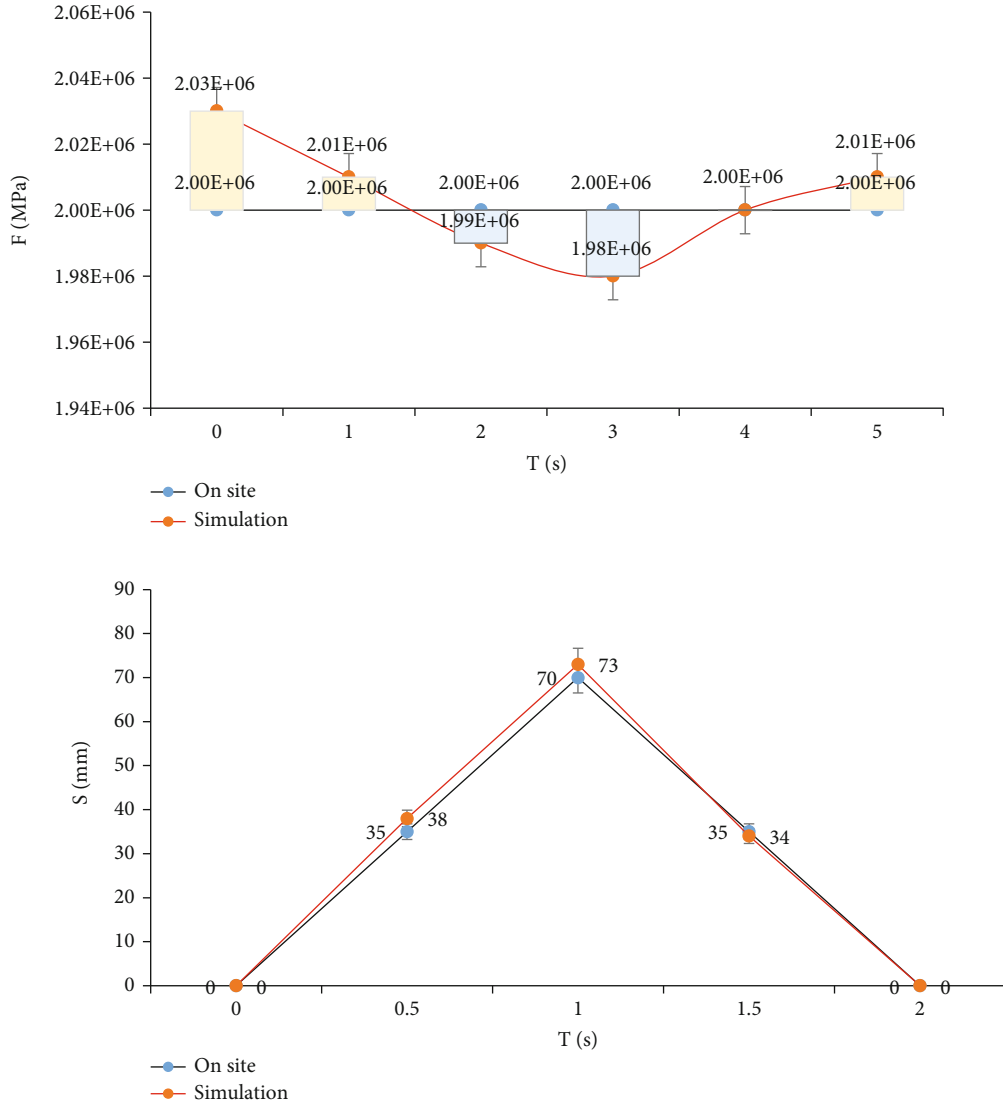 2.06E+06
2.04E+06
2.03E+06
2.02E+06
2.01E+06
2.01E+06
2.00E+06
2.00E+06
2.00E+06
2.00E+06
2.00E+06
2.00E+06
2.00E+06
1.99E+06
1.98E+06
1.98E+06
1.96E+06
1.94E+06
F (MPa)
0 1 2 3 4 5
T (s)
On site
Simulation
90
80
70
60
50
40
30
20
10
0
S (mm)
70 73
35 38
35 34
0 0
0 0
0 0.5 1 1.5 2
T (s)
On site
Simulation